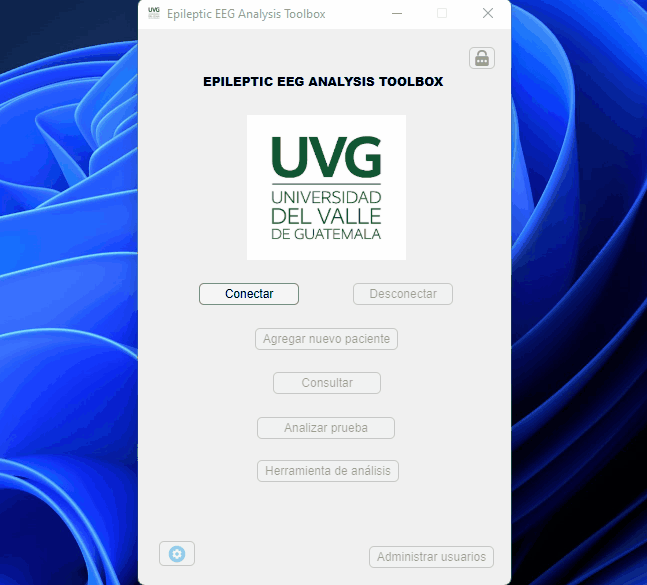 Epileptic EEG Analysis Toolbox
EPILEPTIC EEG ANALYSIS TOOLBOX
UVG
UNIVERSIDAD
DEL VALLE
DE GUATEMALA
Conectar
Desconectar
Agregar nuevo paciente
Consultar
Analizar prueba
Herramienta de análisis
Administrar usuarios